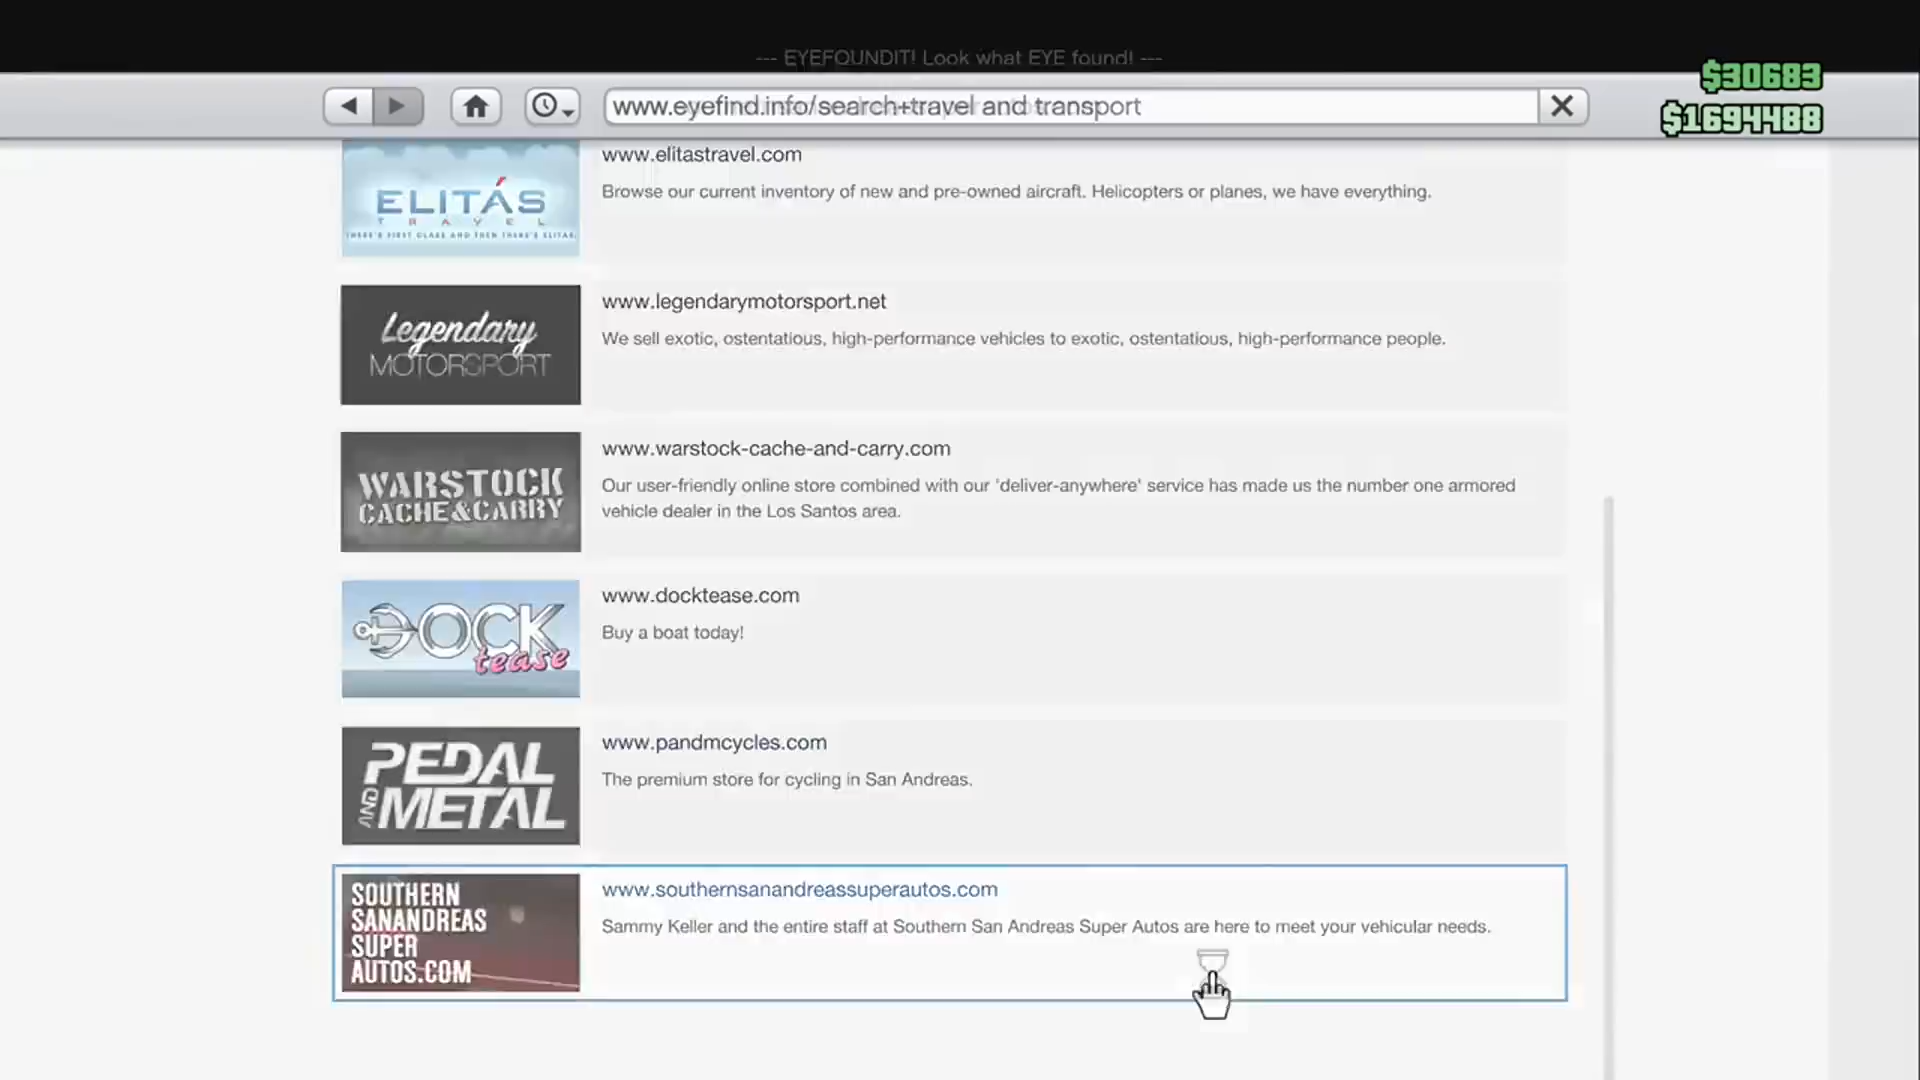 --- EYEFOUNDIT! Look what EYE found! ---
$30683
www.eyefind.info/search+travel and transport
$1694488
www.elitastravel.com
ELITÁS
TRAVEL
THERE'S FIRST CLASS AND THEN THERE'S ELITAS.
Browse our current inventory of new and pre-owned aircraft. Helicopters or planes, we have everything.
Legendary
MOTORSPORT
www.legendarymotorsport.net
We sell exotic, ostentatious, high-performance vehicles to exotic, ostentatious, high-performance people.
WARSTOCK
CACHE&CARRY
www.warstock-cache-and-carry.com
Our user-friendly online store combined with our 'deliver-anywhere' service has made us the number one armored
vehicle dealer in the Los Santos area.
DOCK
tease
www.docktease.com
Buy a boat today!
PEDAL
AND METAL
www.pandmcycles.com
The premium store for cycling in San Andreas.
SOUTHERN
SANANDREAS
SUPER
AUTOS.COM
www.southernsanandreassuperautos.com
Sammy Keller and the entire staff at Southern San Andreas Super Autos are here to meet your vehicular needs.